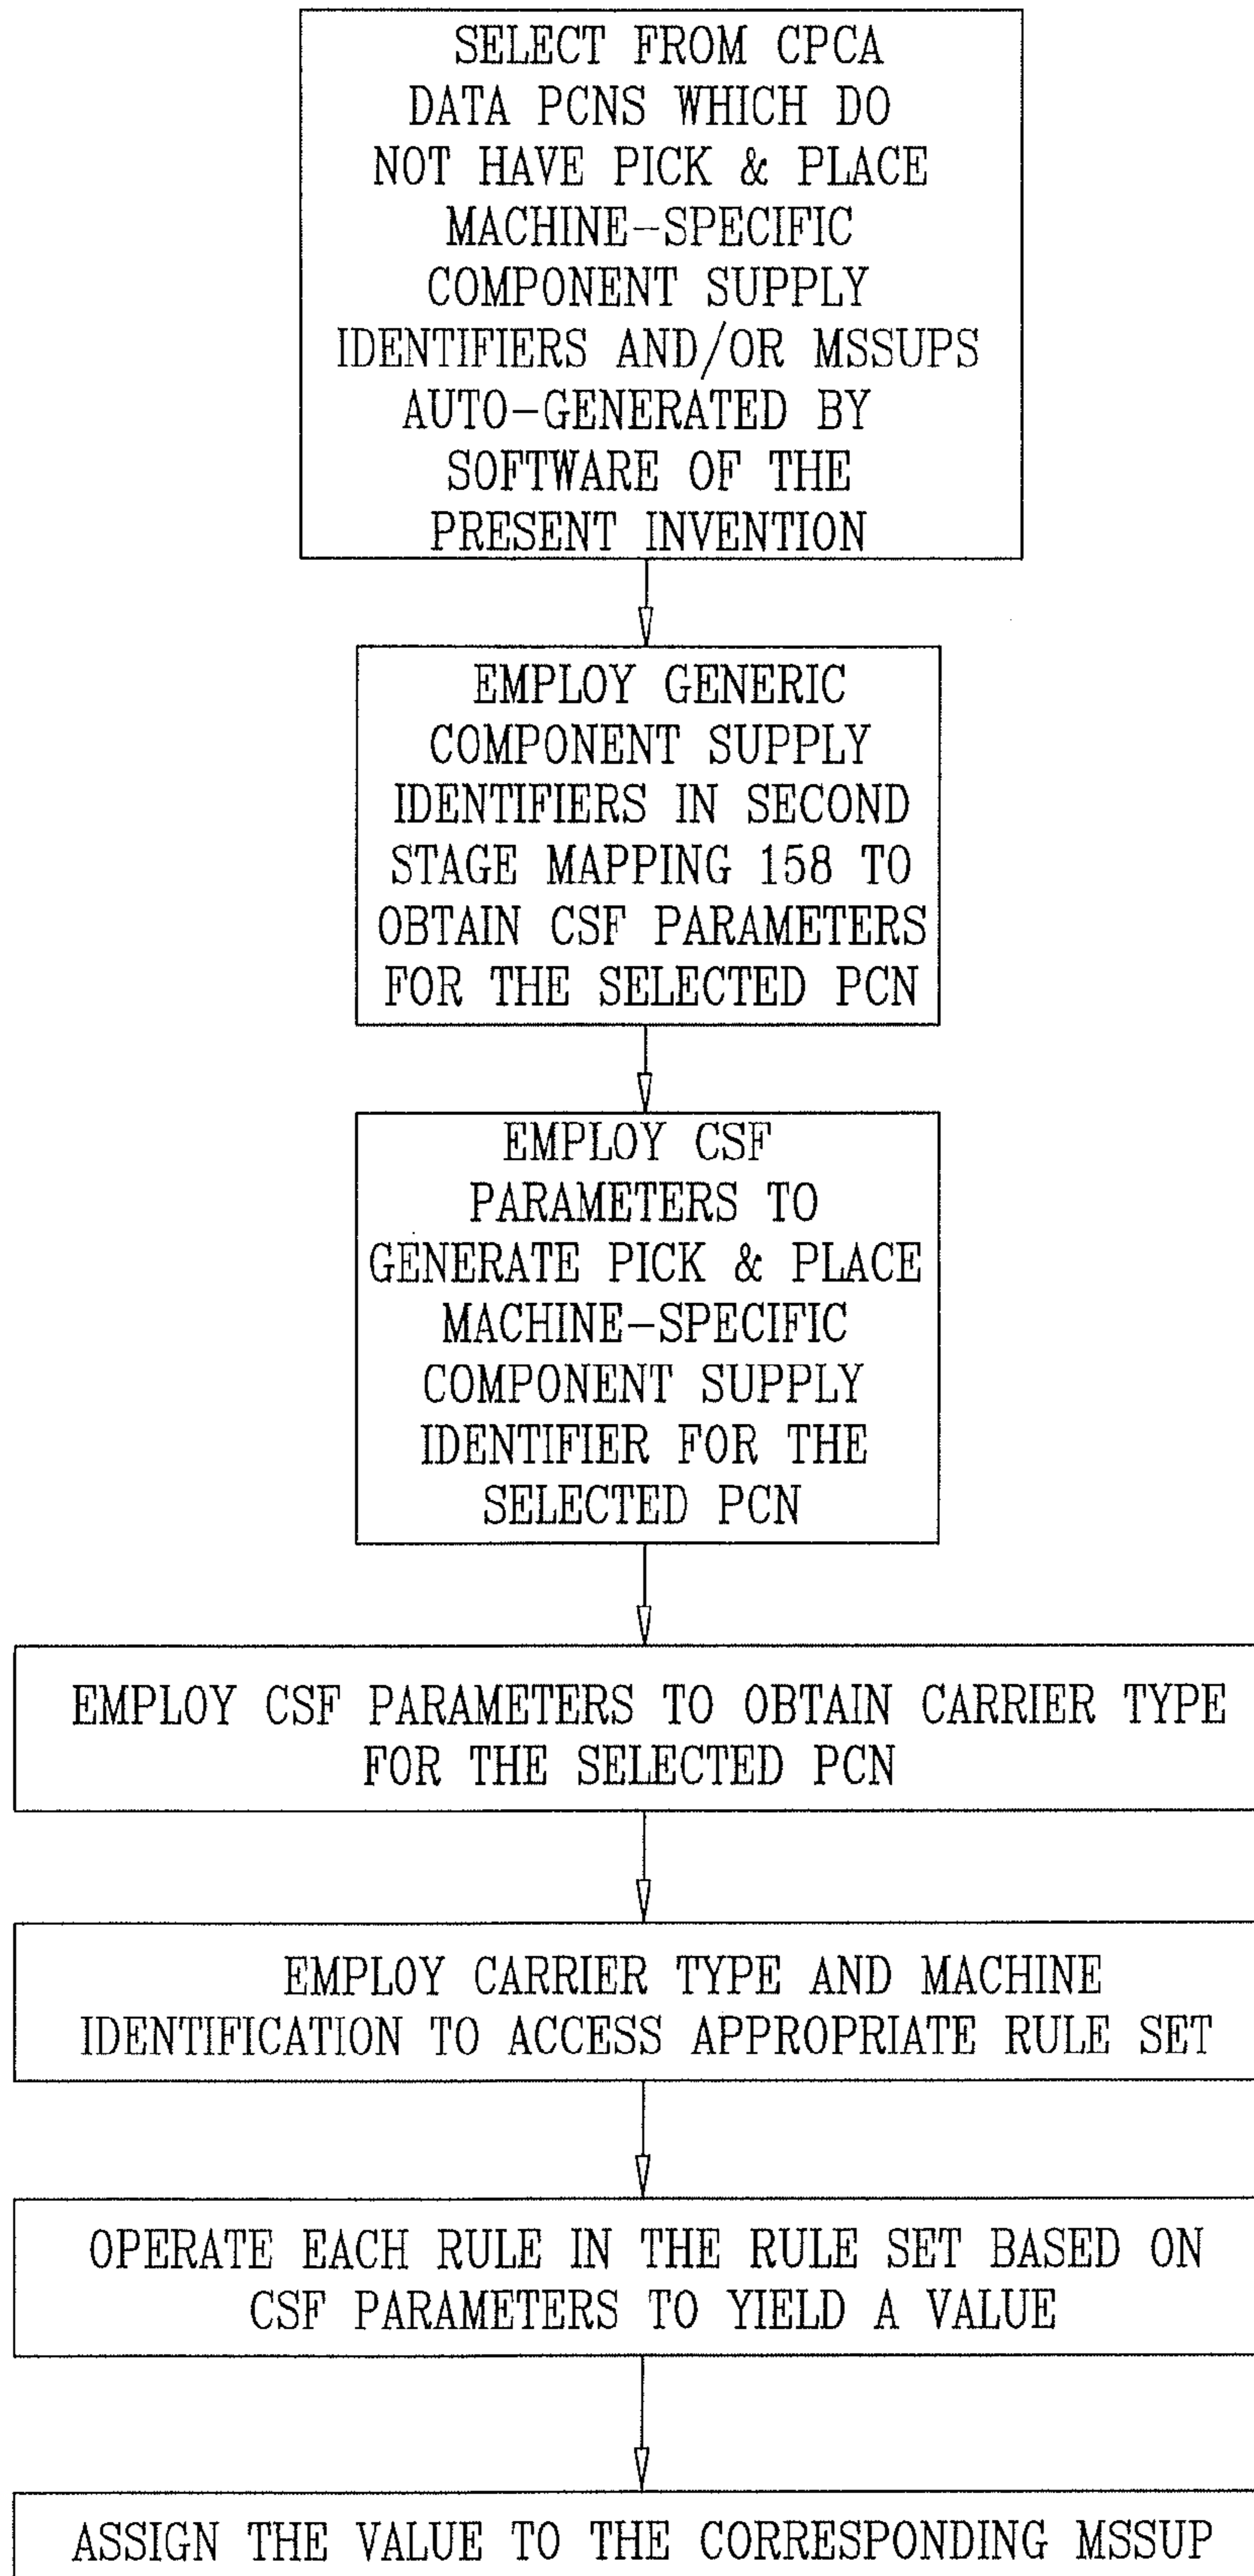 SELECT FROM CPCA
DATA PCNS WHICH DO
NOT HAVE PICK & PLACE
MACHINE-SPECIFIC
COMPONENT SUPPLY
IDENTIFIERS AND/OR MSSUPS
AUTO-GENERATED BY
SOFTWARE OF THE
PRESENT INVENTION
EMPLOY GENERIC
COMPONENT SUPPLY
IDENTIFIERS IN SECOND
STAGE MAPPING 158 TO
OBTAIN CSF PARAMETERS
FOR THE SELECTED PCN
EMPLOY CSF
PARAMETERS TO
GENERATE PICK & PLACE
MACHINE-SPECIFIC
COMPONENT SUPPLY
IDENTIFIER FOR THE
SELECTED PCN
EMPLOY CSF PARAMETERS TO OBTAIN CARRIER TYPE
FOR THE SELECTED PCN
EMPLOY CARRIER TYPE AND MACHINE
IDENTIFICATION TO ACCESS APPROPRIATE RULE SET
OPERATE EACH RULE IN THE RULE SET BASED ON
CSF PARAMETERS TO YIELD A VALUE
ASSIGN THE VALUE TO THE CORRESPONDING MSSUP